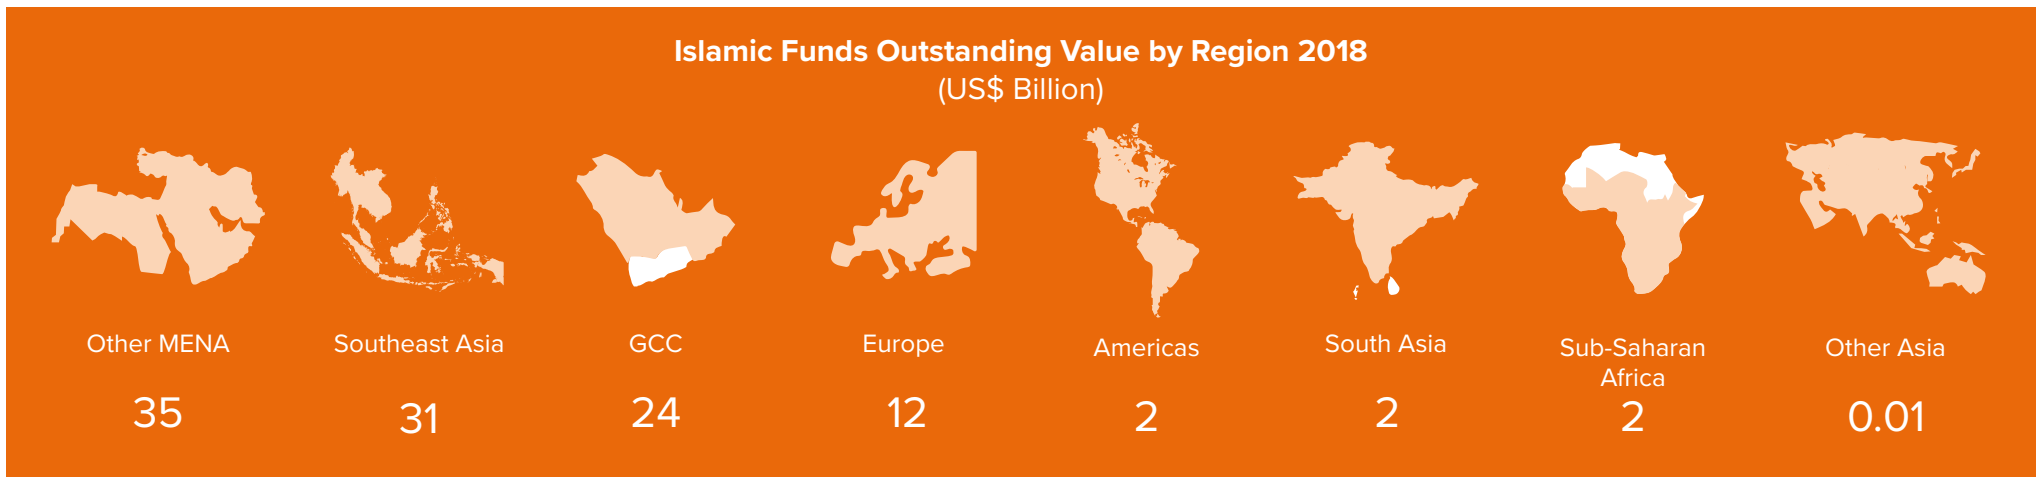 Islamic Funds Outstanding Value by Region 2018
(US$ Billion)
Other MENA
35
Southeast Asia
31
GCC
24
Europe
12
Americas
2
South Asia
2
Sub-Saharan
Africa
2
Other Asia
0.01